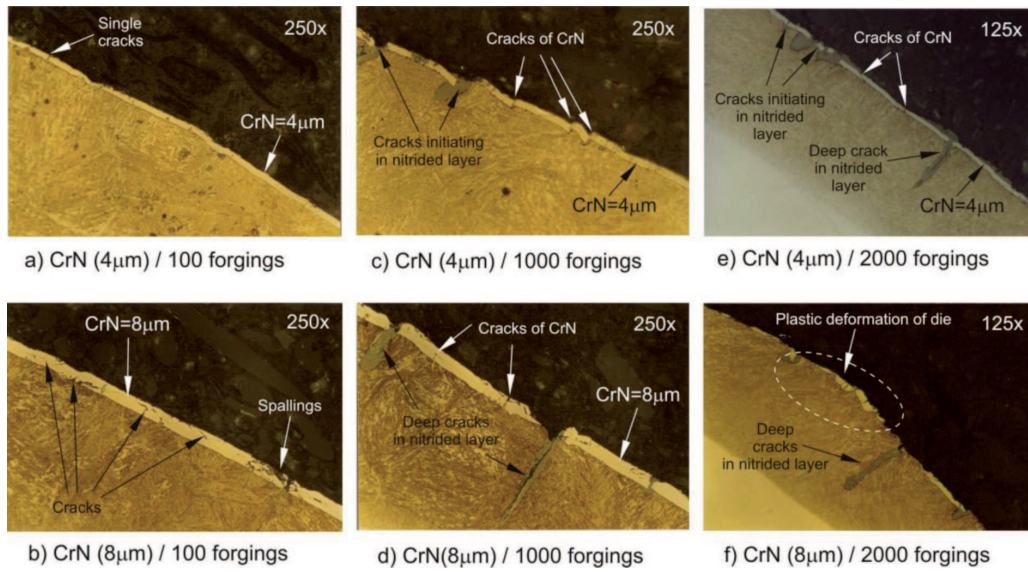 Single
cracks
250x
CrN=4μm
a) CrN (4μm) / 100 forgings
250x
Cracks of CrN
Cracks initiating
in nitrided layer
CrN=4μm
c) CrN (4μm) / 1000 forgings
125x
Cracks of CrN
Cracks initiating
in nitrided
layer
Deep crack
in nitrided
layer
CrN=4μm
e) CrN (4μm) / 2000 forgings
CrN=8μm
250x
Spallings
Cracks
b) CrN (8μm) / 100 forgings
250x
Cracks of CrN
CrN=8μm
Deep cracks
in nitrided layer
d) CrN(8μm) / 1000 forgings
125x
Plastic deformation of die
Deep
cracks
in nitrided layer
f) CrN (8μm) / 2000 forgings